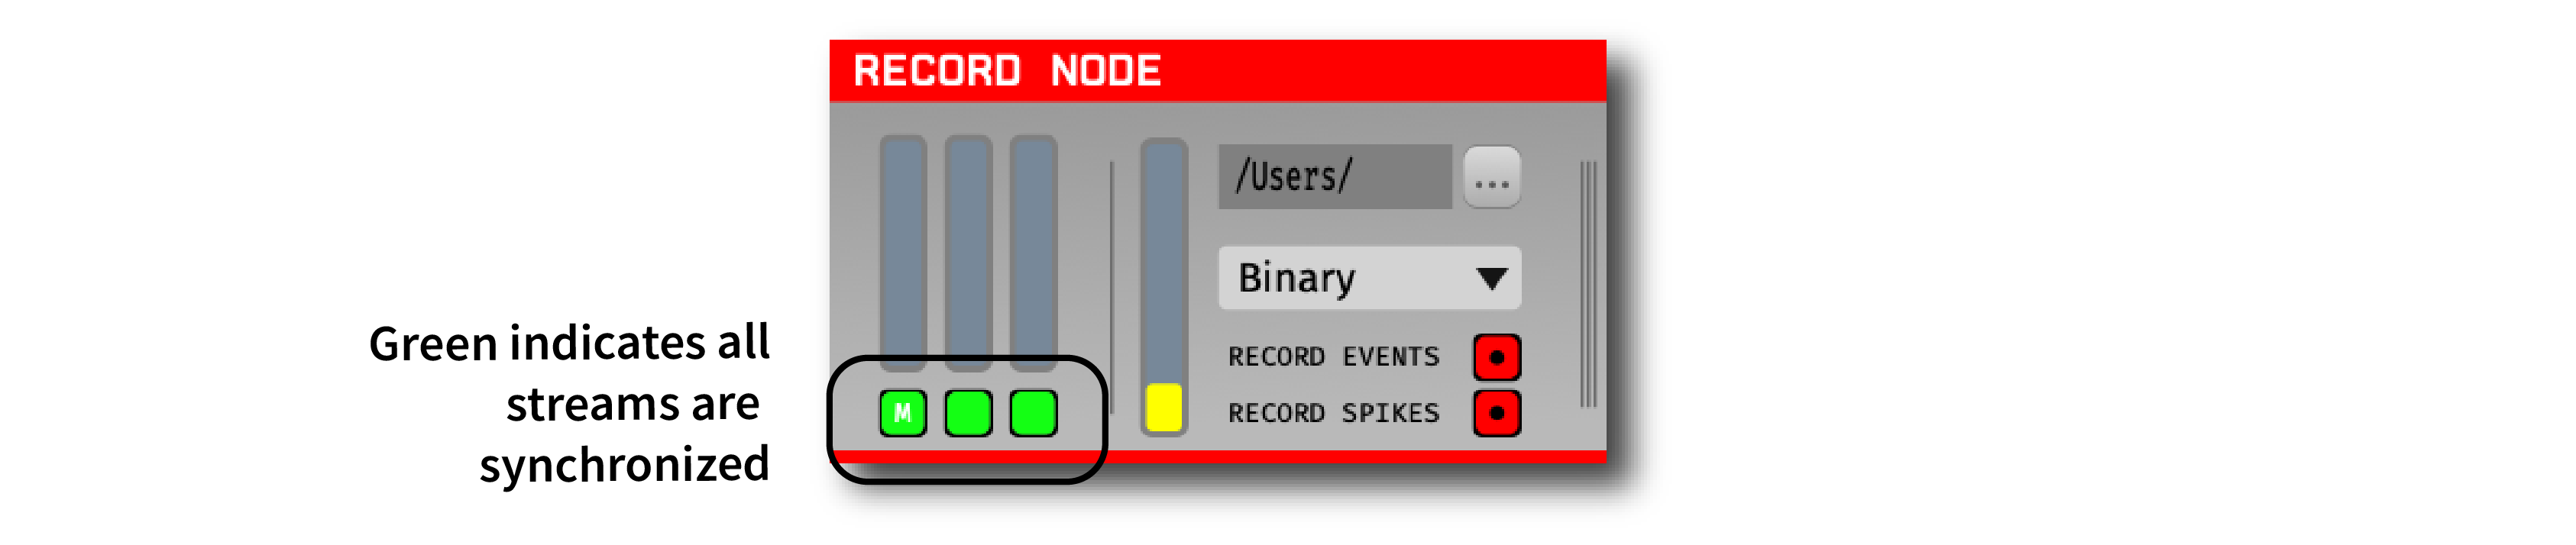 RECORD NODE
/Users/
...
Binary
RECORD EVENTS
M
RECORD SPIKES
Green indicates all
streams are
synchronized